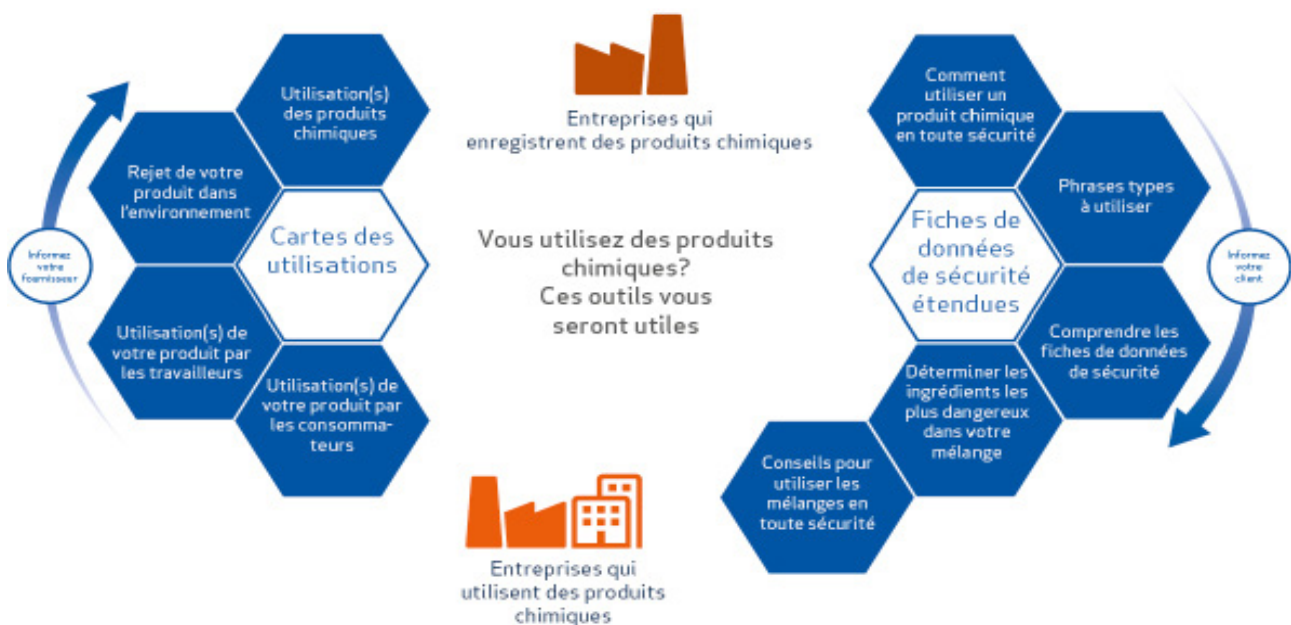 Utilisation(s)
des produits
chimiques
Rejet de votre
produit dans
l'environnement
Cartes des
utilisations
Informez
votre
fournisseur
Utilisation(s) de
votre produit par
les travailleurs
Utilisation(s) de
votre produit par
les consomma-
teurs
Entreprises qui
enregistrent des produits chimiques
Vous utilisez des produits
chimiques?
Ces outils vous
seront utiles
Entreprises qui
utilisent des produits
chimiques
Comment
utiliser un
produit chimique
en toute sécurité
Phrases types
à utiliser
Fiches de
données
de sécurité
étendues
Informez
votre
client
Comprendre les
fiches de données
de sécurité
Déterminer les
ingrédients les
plus dangereux
dans votre
mélange
Conseils pour
utiliser les
mélanges en
toute sécurité